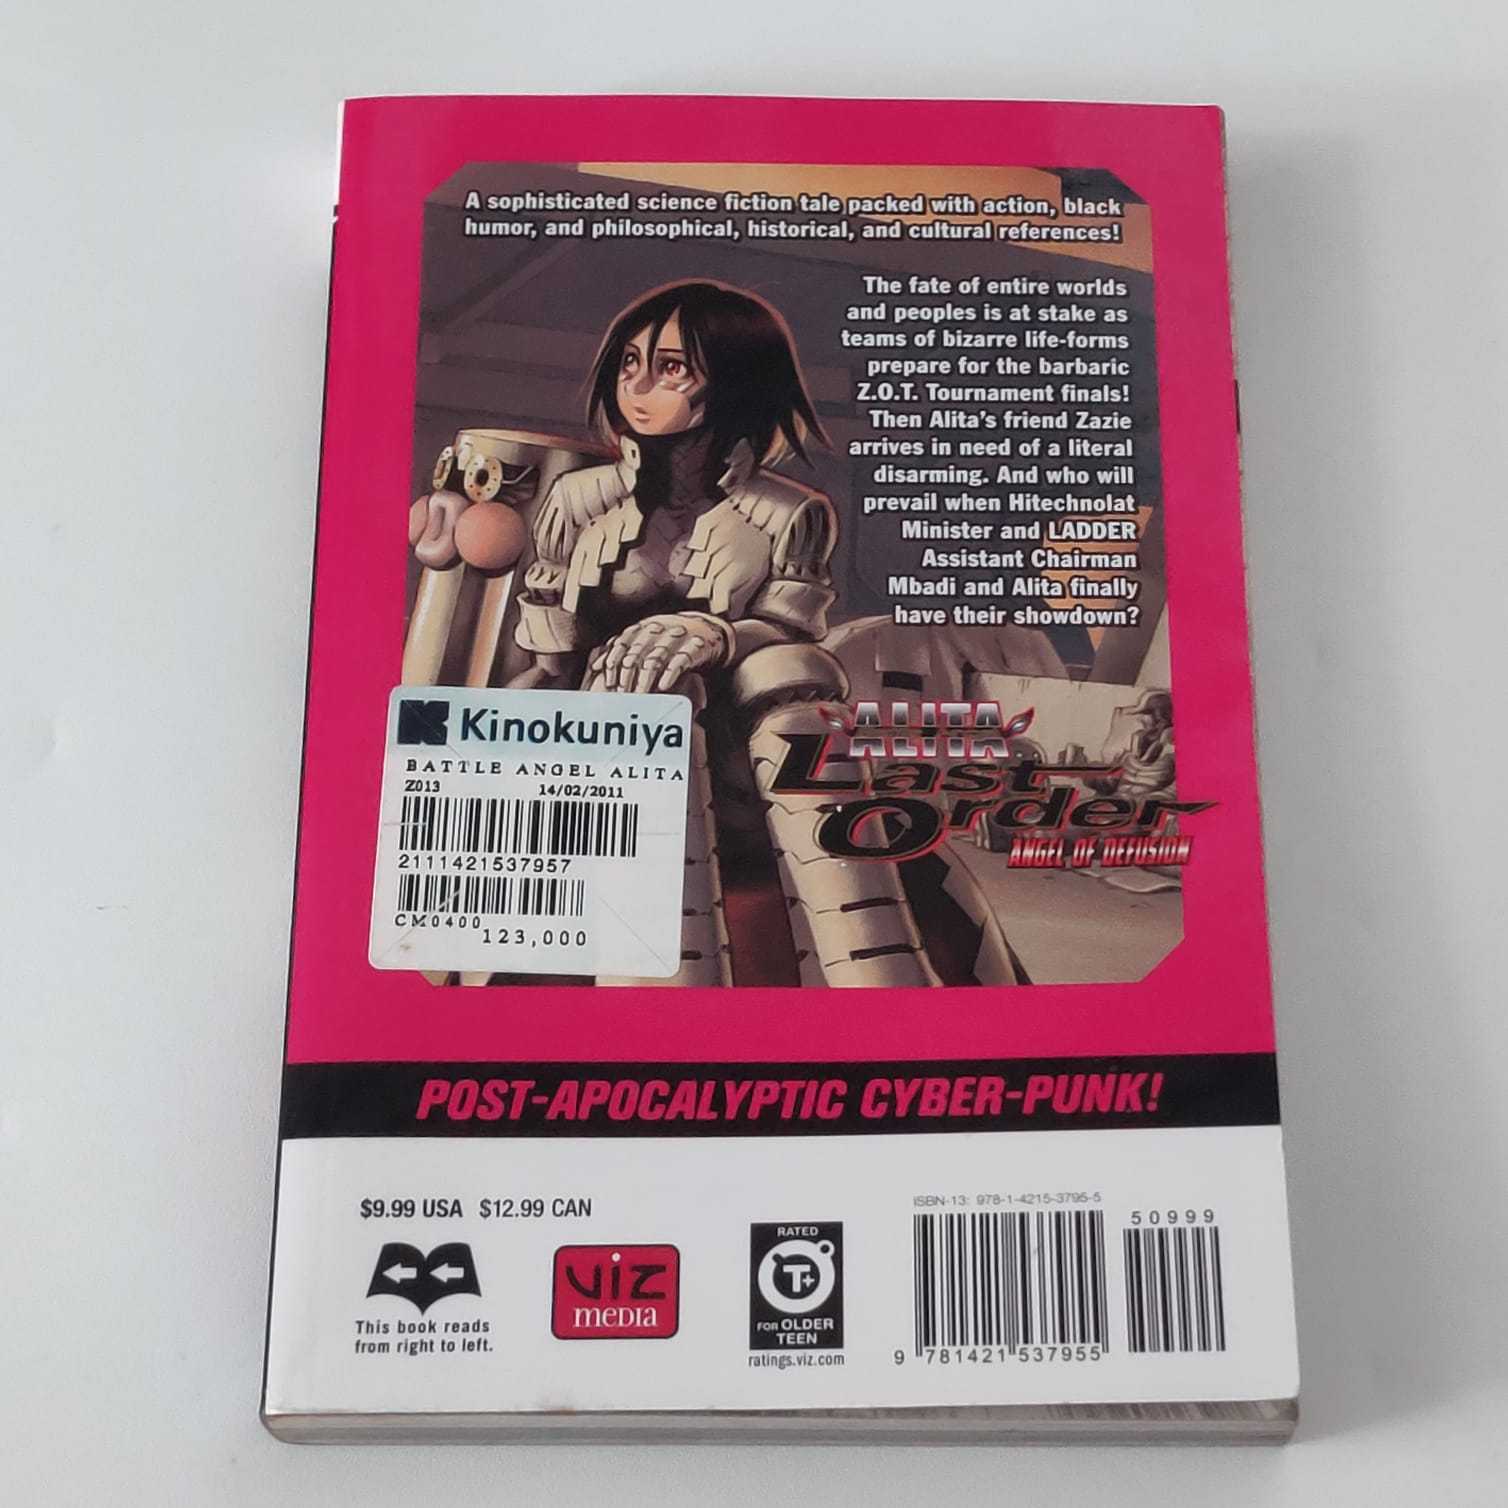 A sophisticated science fiction tale packed with action, black
humor, and philosophical, historical, and cultural references!
The fate of entire worlds
and peoples is at stake as
teams of bizarre life-forms
prepare for the barbaric
Z.O.T. Tournament finals!
Then Alita's friend Zazie
arrives in need of a literal
disarming. And who will
prevail when Hitechnolat
Minister and LADDER
Assistant Chairman
Mbadi and Alita finally
have their showdown?
Kinokuniya
BATTLE ANGEL ALITA
Z013 14/02/2011
2111421537957
CM0400
123,000
ALITA
Last
Order
ANGEL OF DEFUSION
POST-APOCALYPTIC CYBER-PUNK!
$9.99 USA $12.99 CAN
This book reads
from right to left.
viz
media
RATED
T+
FOR OLDER
TEEN
ratings.viz.com
ISBN-13: 978-1-4215-3795-5
50999
9 781421 537955